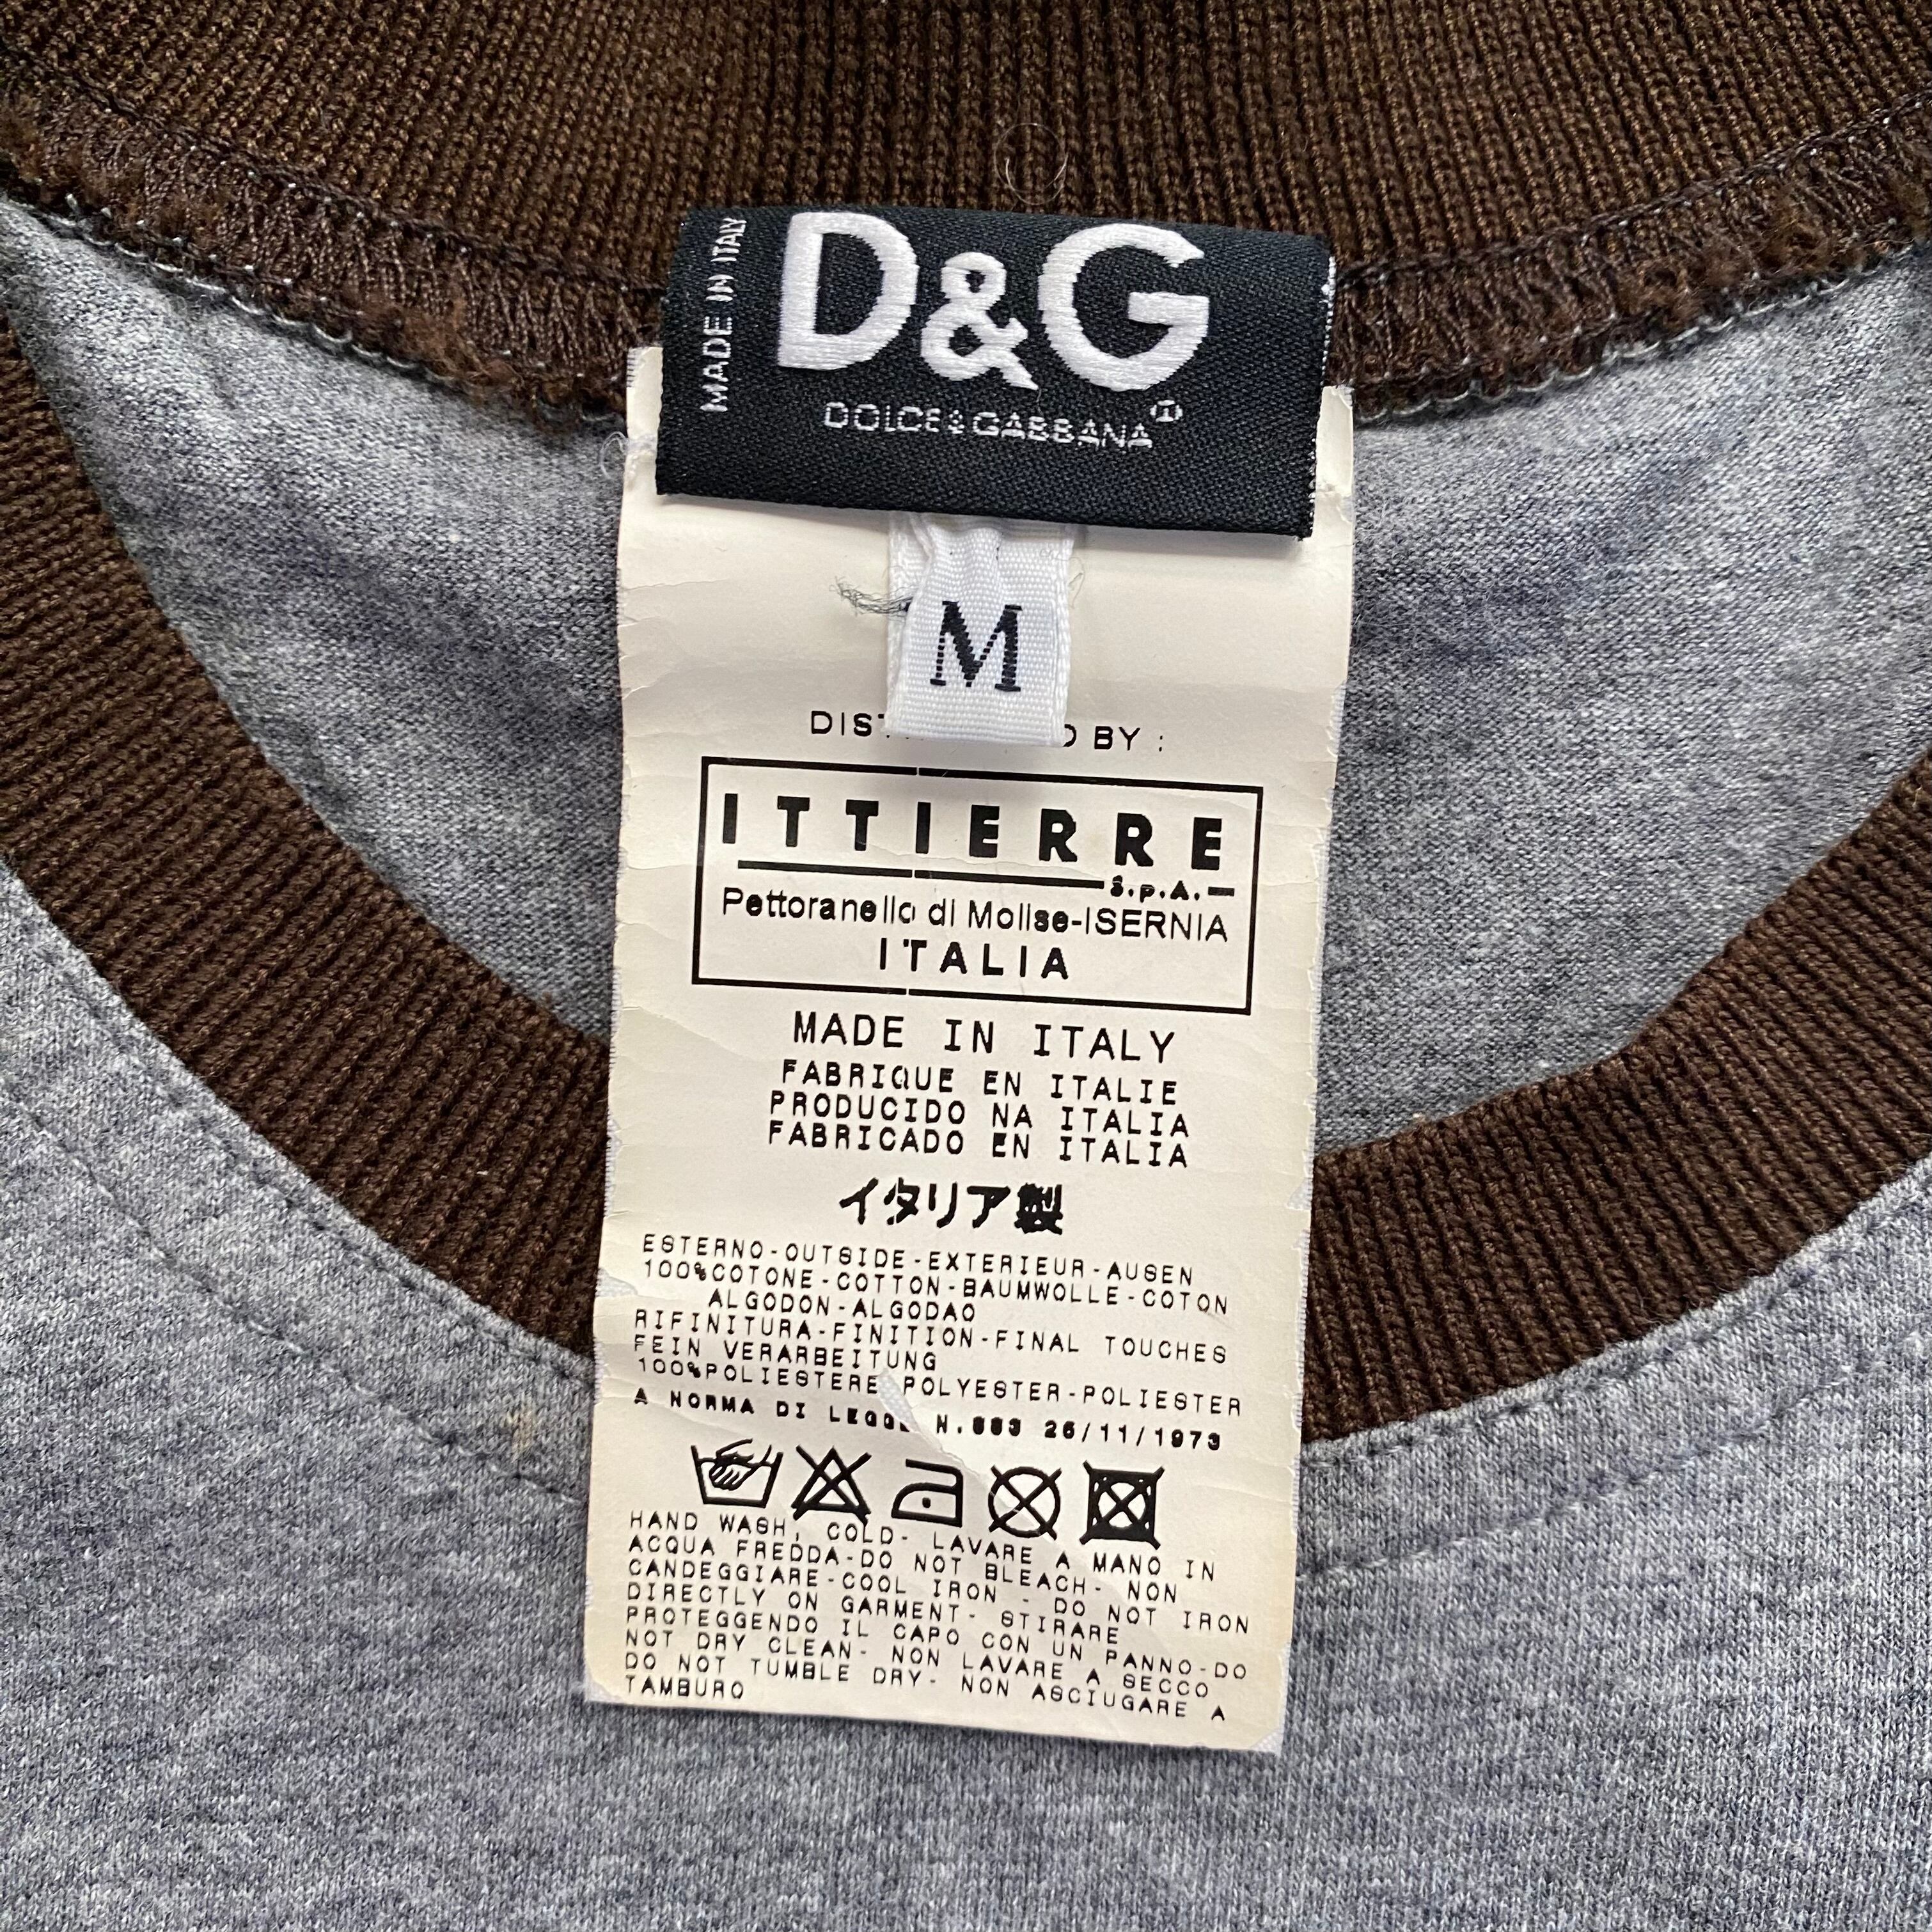 MADE IN ITALY
D&G
DOLCE&GABBANA
M
BY :
ITTIERRE
S.p.A.
Pettoranello di Molise-ISERNIA
ITALIA
MADE IN ITALY
FABRIQUE EN ITALIE
PRODUCIDO NA ITALIA
FABRICADO EN ITALIA
イタリア製
ESTERNO-OUTSIDE-EXTERIEUR-AUSEN
100%COTONE-COTTON-BAUMWOLLE-COTON
ALGODON-ALGODAO
RIFINITURA-FINITION-FINAL TOUCHES
FEIN VERARBEITUNG
100%POLIESTERE POLYESTER-POLIESTER
A NORMA DI LEGGE N. 26/11/1973
HAND WASH, COLD- LAVARE A MANO IN
ACQUA FREDDA-DO NOT BLEACH- NON
CANDEGGIARE-COOL IRON - DO NOT IRON
DIRECTLY ON GARMENT- STIRARE
PROTEGGENDO IL CAPO CON UN PANNO-DO
NOT DRY CLEAN- NON LAVARE A SECCO
DO NOT TUMBLE DRY- NON ASCIUGARE A
TAMBURO